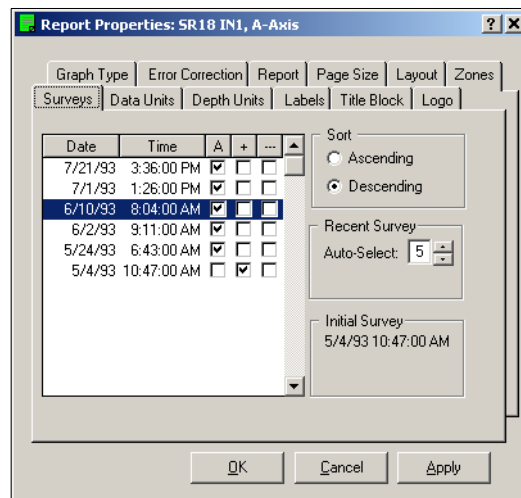 Report Properties: SR18 IN1, A-Axis
Graph Type Error Correction Report Page Size Layout Zones
Surveys Data Units Depth Units Labels Title Block Logo
Date Time A + ---
7/21/93 3:36:00 PM
7/1/93 1:26:00 PM
6/10/93 8:04:00 AM
6/2/93 9:11:00 AM
5/24/93 6:43:00 AM
5/4/93 10:47:00 AM
Sort
Ascending
Descending
Recent Survey
Auto-Select: 5
Initial Survey
5/4/93 10:47:00 AM
OK Cancel Apply